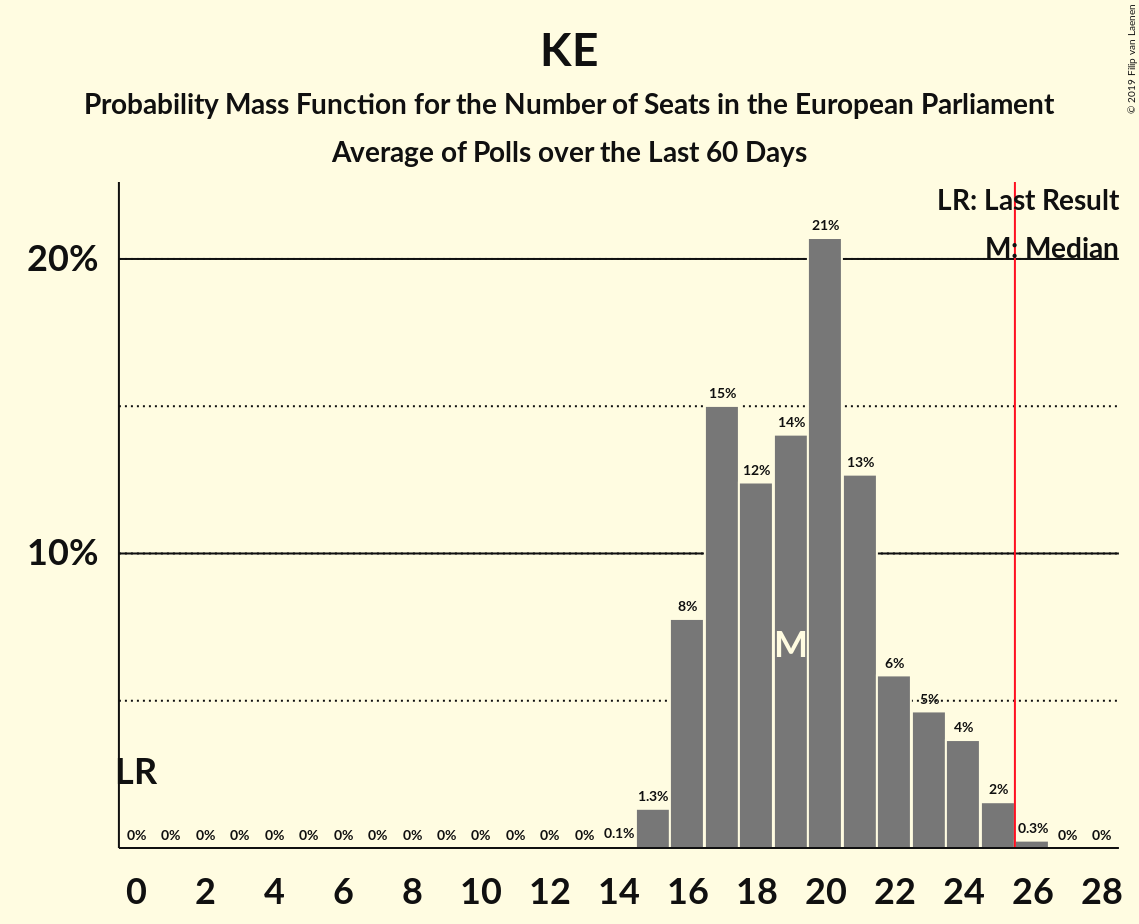 KE
Probability Mass Function for the Number of Seats in the European Parliament
Average of Polls over the Last 60 Days
© 2019 Filip van Laenen
LR: Last Result
M: Median
20%
10%
21%
15%
14%
13%
12%
8%
6%
5%
4%
2%
1.3%
0.3%
0.1%
M
LR
0% 0% 0% 0% 0% 0% 0% 0% 0% 0% 0% 0% 0% 0% 0% 0%
0 2 4 6 8 10 12 14 16 18 20 22 24 26 28